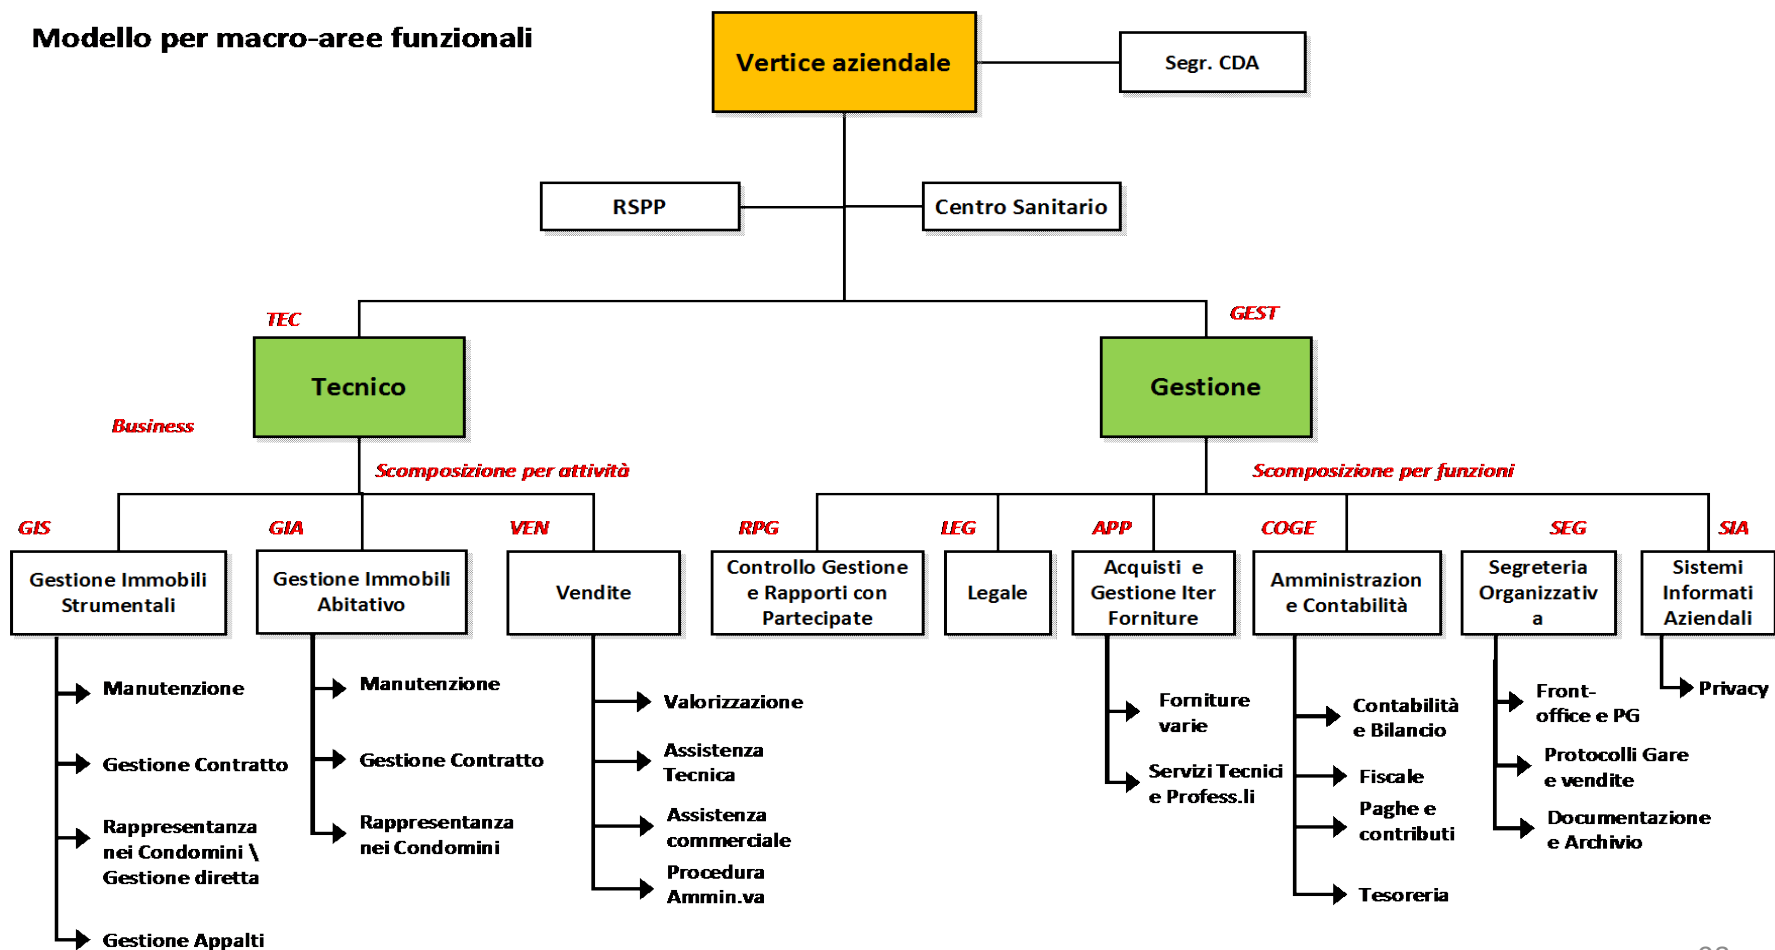 Modello per macro-aree funzionali
Vertice aziendale
Segr. CDA
RSPP
Centro Sanitario
TEC
GEST
Tecnico
Gestione
Business
Scomposizione per attività
Scomposizione per funzioni
GIS
GIA
VEN
RPG
LEG
APP
COGE
SEG
SIA
Gestione Immobili
Strumentali
Gestione Immobili
Abitativo
Vendite
Controllo Gestione
e Rapporti con
Partecipate
Legale
Acquisti e
Gestione Iter
Forniture
Amministrazion
e Contabilità
Segreteria
Organizzativ
a
Sistemi
Informati
Aziendali
Manutenzione
Gestione Contratto
Rappresentanza
nei Condomini \
Gestione diretta
Gestione Appalti
Manutenzione
Gestione Contratto
Rappresentanza
nei Condomini
Valorizzazione
Assistenza
Tecnica
Assistenza
commerciale
Procedura
Ammin.va
Forniture
varie
Servizi Tecnici
e Profess.li
Contabilità
e Bilancio
Fiscale
Paghe e
contributi
Tesoreria
Front-
office e PG
Protocolli Gare
e vendite
Documentazione
e Archivio
Privacy